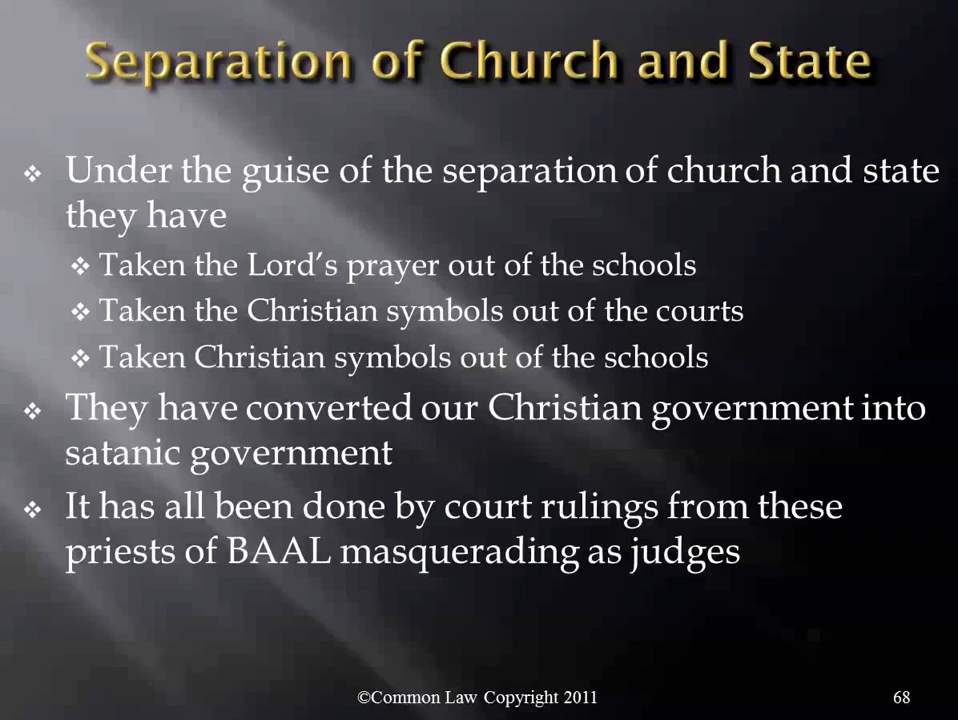 Separation of Church and State
❖ Under the guise of the separation of church and state
they have
❖ Taken the Lord’s prayer out of the schools
❖ Taken the Christian symbols out of the courts
❖ Taken Christian symbols out of the schools
❖ They have converted our Christian government into
satanic government
❖ It has all been done by court rulings from these
priests of BAAL masquerading as judges
©Common Law Copyright 2011 68